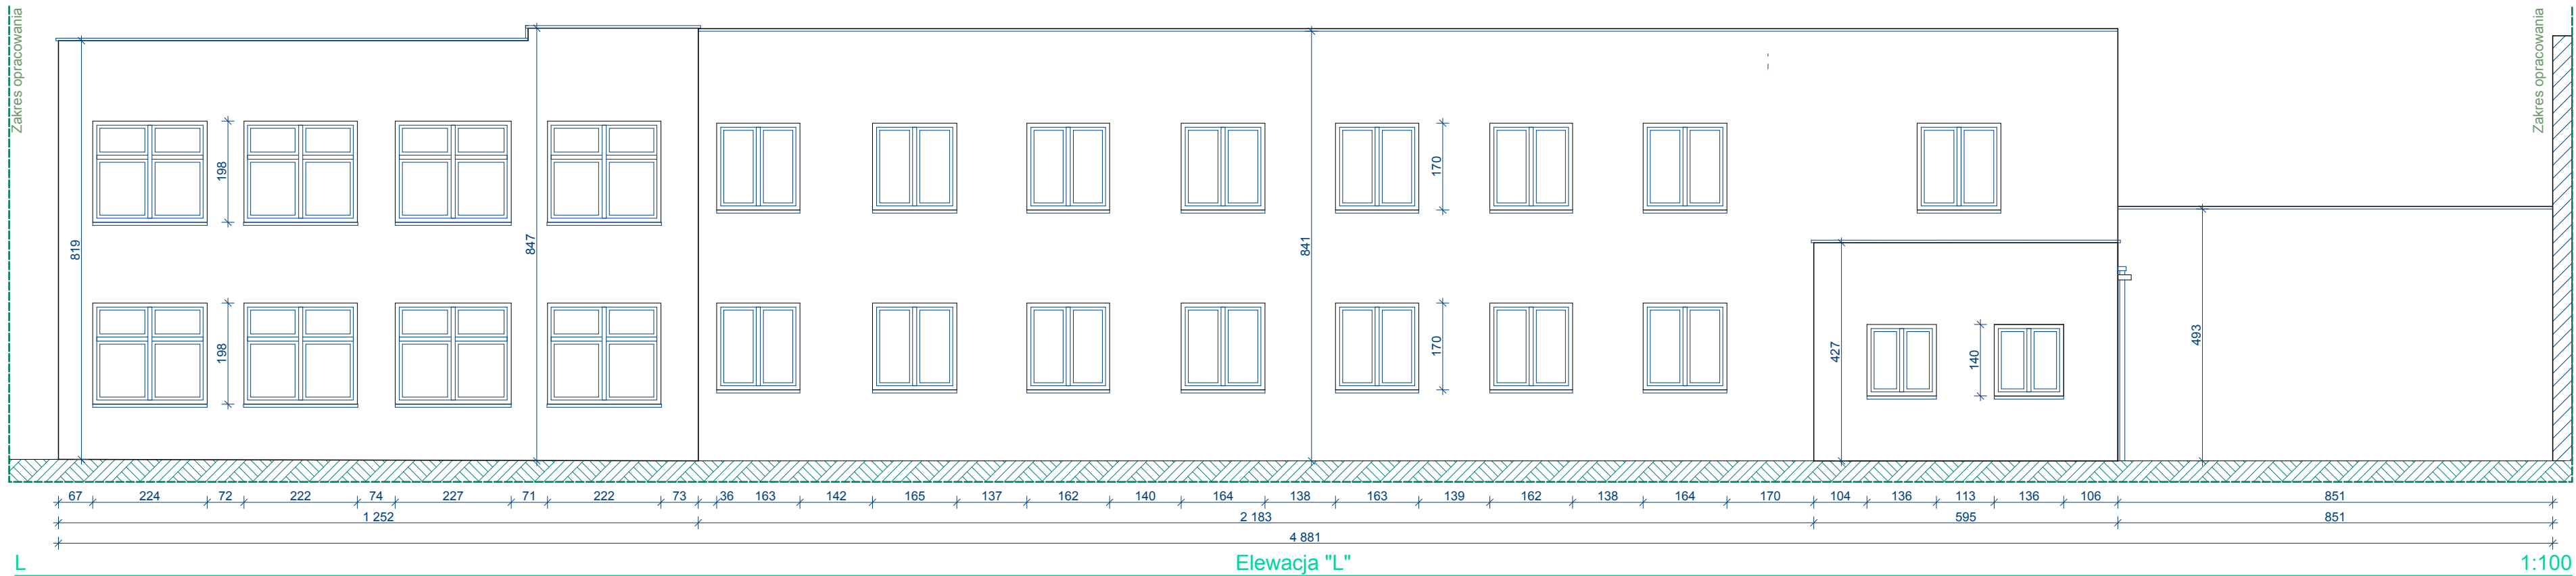 Zakres opracowania
Zakres opracowania
819
198
198
847
841
170
170
427
140
493
67 224 72 222 74 227 71 222 73 36 163 142 165 137 162 140 164 138 163 139 162 138 164 170 104 136 113 136 106 851
1 252 2 183 595 851
4 881
L Elewacja "L" 1:100